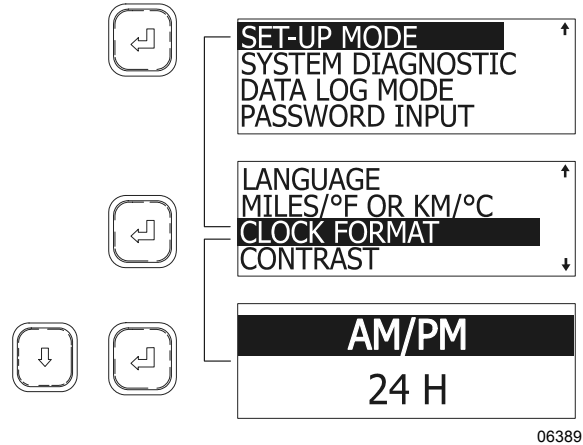 SET-UP MODE
SYSTEM DIAGNOSTIC
DATA LOG MODE
PASSWORD INPUT
LANGUAGE
MILES/°F OR KM/°C
CLOCK FORMAT
CONTRAST
AM/PM
24 H
06389